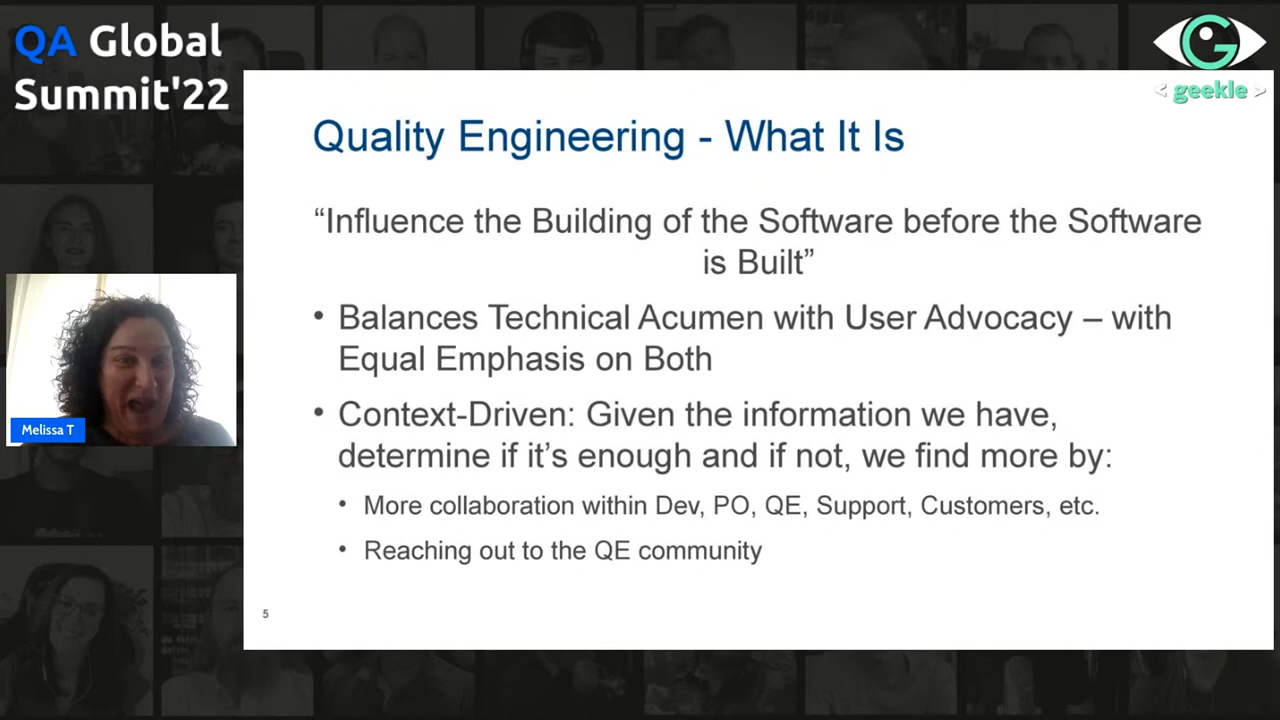 QA Global
Summit'22
< geekle >
Quality Engineering - What It Is
“Influence the Building of the Software before the Software
is Built”
• Balances Technical Acumen with User Advocacy – with
Equal Emphasis on Both
• Context-Driven: Given the information we have,
determine if it’s enough and if not, we find more by:
• More collaboration within Dev, PO, QE, Support, Customers, etc.
• Reaching out to the QE community
5
Melissa T